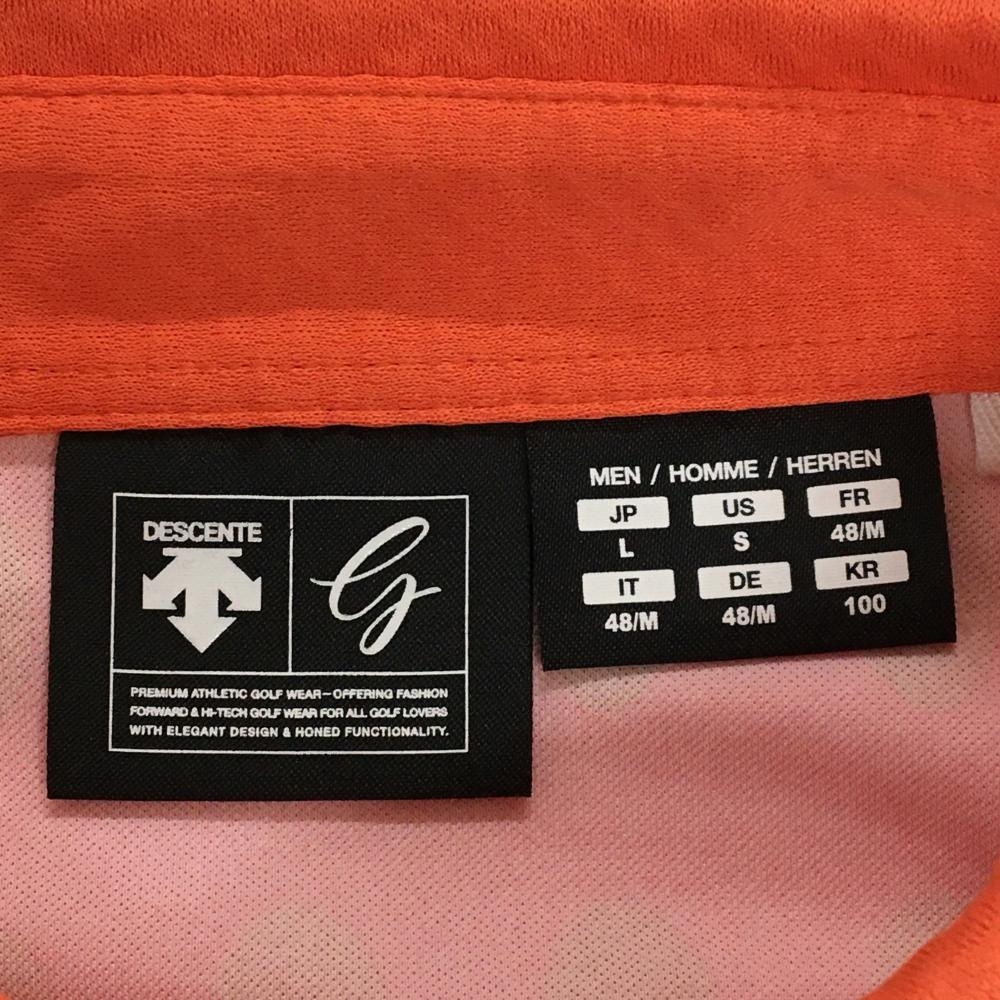 DESCENTE
G
PREMIUM ATHLETIC GOLF WEAR–OFFERING FASHION
FORWARD & HI-TECH GOLF WEAR FOR ALL GOLF LOVERS
WITH ELEGANT DESIGN & HONED FUNCTIONALITY.
MEN / HOMME / HERREN
JP US FR
L S 48/M
IT DE KR
48/M 48/M 100